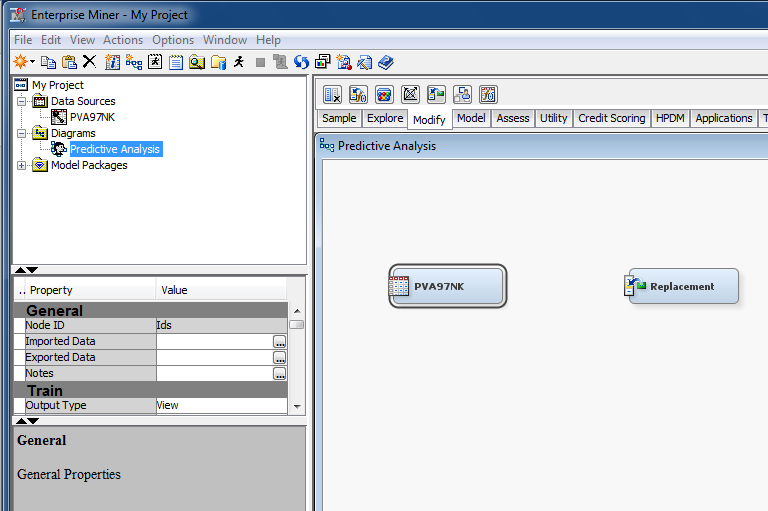 Enterprise Miner - My Project
File Edit View Actions Options Window Help
My Project
Data Sources
PVA97NK
Diagrams
Predictive Analysis
Model Packages
.. Property Value
General
Node ID Ids
Imported Data ...
Exported Data ...
Notes ...
Train
Output Type View
General
General Properties
Sample Explore Modify Model Assess Utility Credit Scoring HPDM Applications T
Predictive Analysis
PVA97NK
Replacement